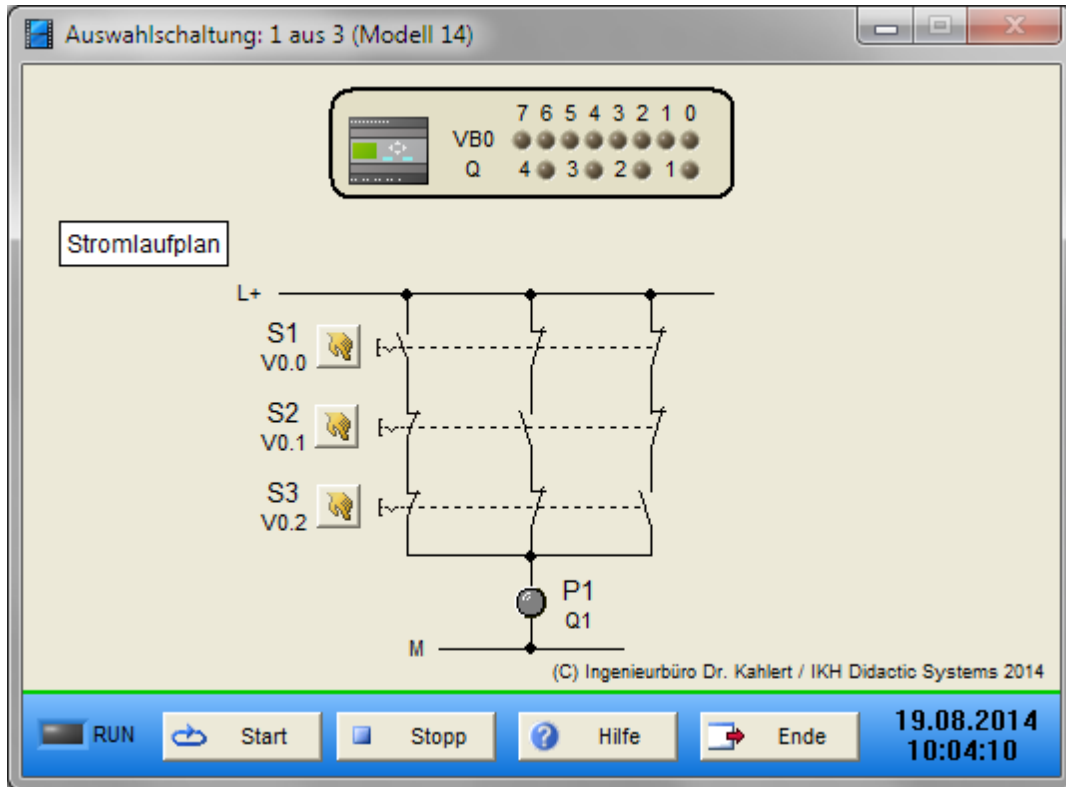 Auswahlschaltung: 1 aus 3 (Modell 14)
7 6 5 4 3 2 1 0
VB0
Q 4 3 2 1
Stromlaufplan
L+
S1
V0.0
S2
V0.1
S3
V0.2
P1
Q1
M
(C) Ingenieurbüro Dr. Kahlert / IKH Didactic Systems 2014
RUN Start Stopp Hilfe Ende
19.08.2014
10:04:10